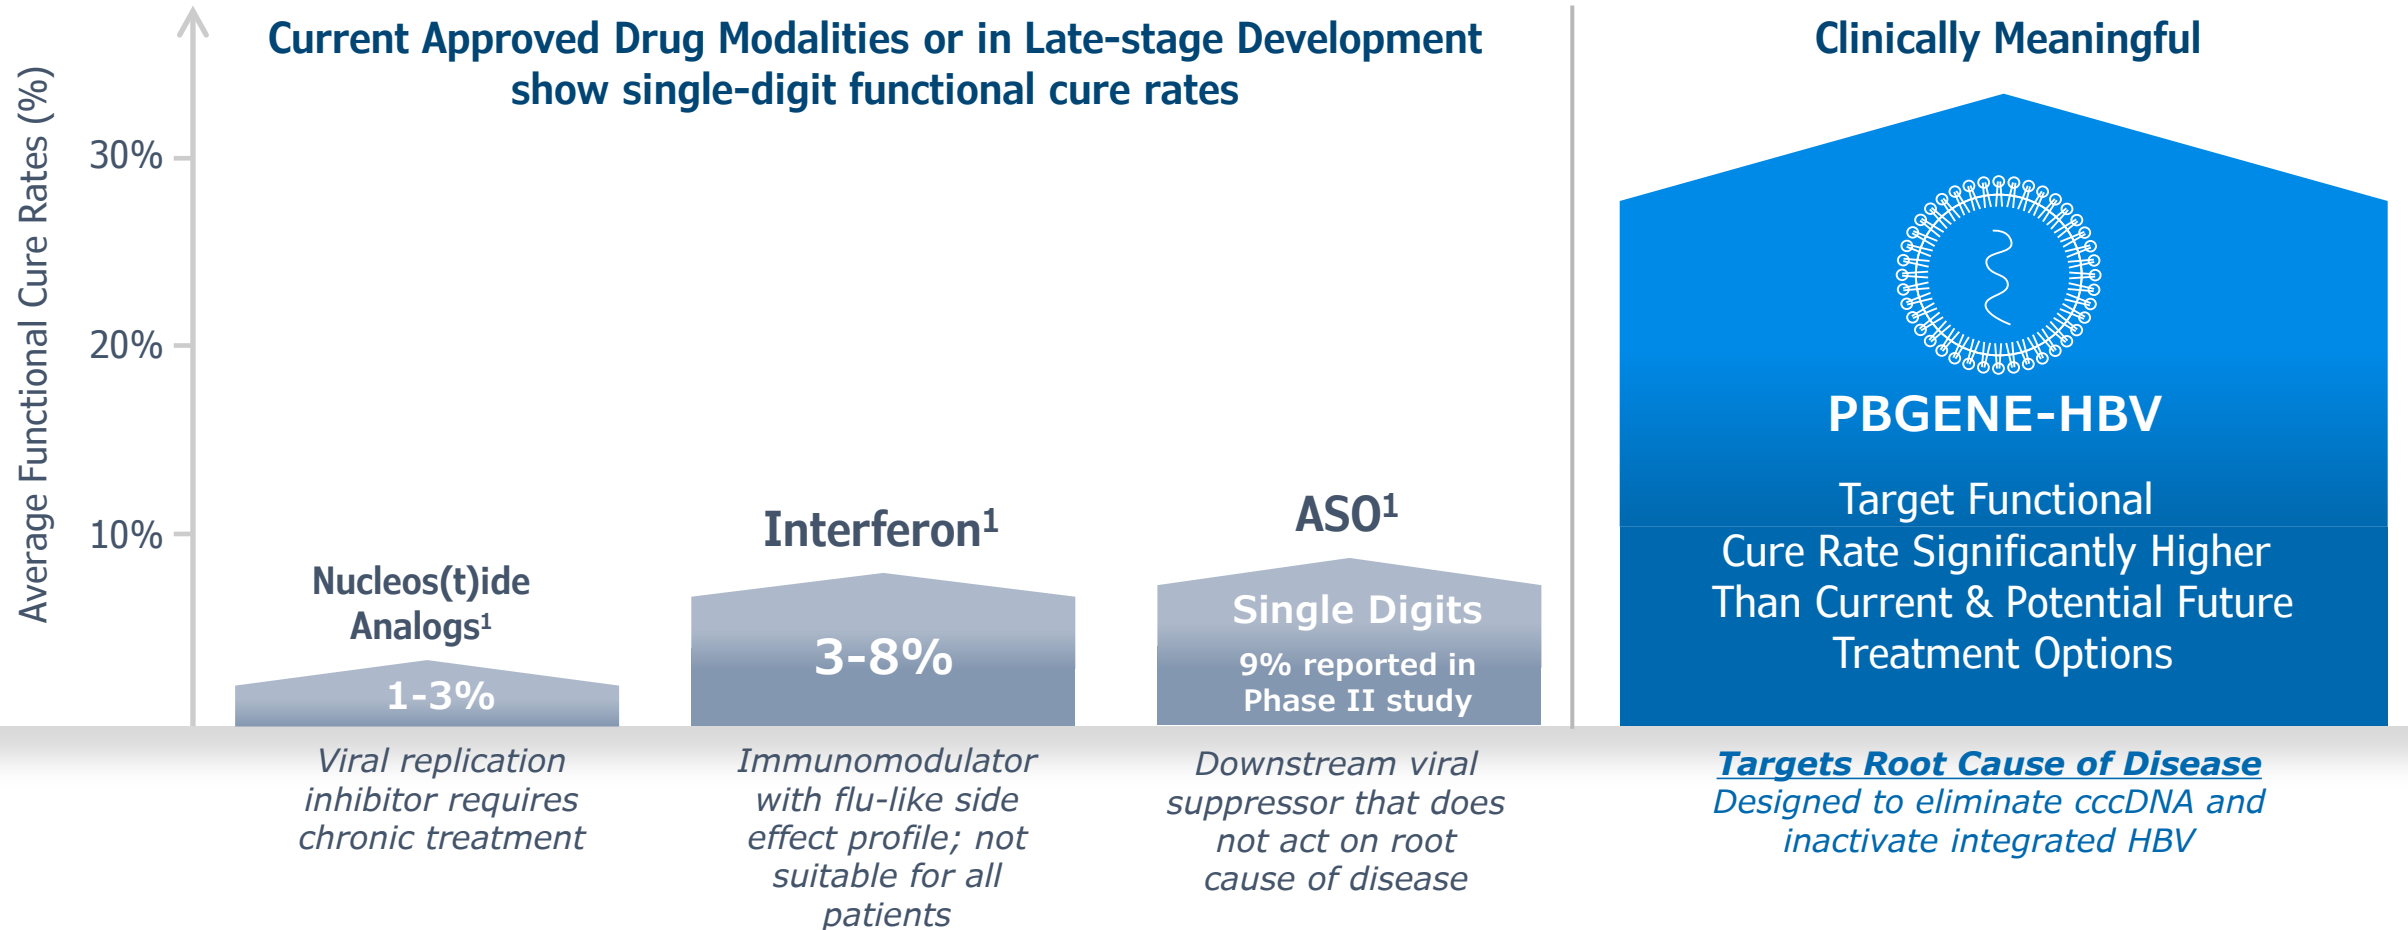 Current Approved Drug Modalities or in Late-stage Development
show single-digit functional cure rates
Clinically Meaningful
Average Functional Cure Rates (%)
30%
20%
10%
Nucleos(t)ide
Analogs¹
1-3%
Viral replication
inhibitor requires
chronic treatment
Interferon¹
3-8%
Immunomodulator
with flu-like side
effect profile; not
suitable for all
patients
ASO¹
Single Digits
9% reported in
Phase II study
Downstream viral
suppressor that does
not act on root
cause of disease
PBGENE-HBV
Target Functional
Cure Rate Significantly Higher
Than Current & Potential Future
Treatment Options
Targets Root Cause of Disease
Designed to eliminate cccDNA and
inactivate integrated HBV